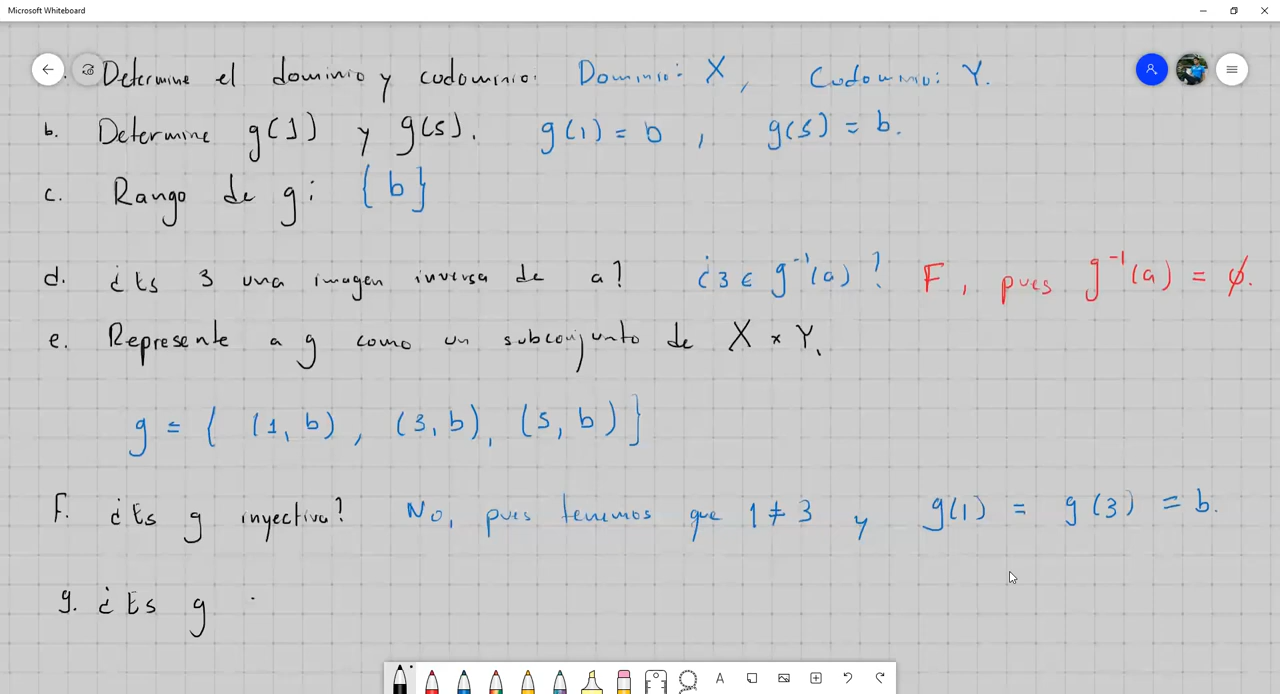 Microsoft Whiteboard
. Determine el dominio y codominio. Dominio: X, Codominio: Y.
b. Determine g(1) y g(5). g(1) = b, g(5) = b.
c. Rango de g: {b}
d. ¿Es 3 una imagen inversa de a? ¿3 ∈ g⁻¹(a)? F, pues g⁻¹(a) = ∅.
e. Represente a g como un subconjunto de X × Y.
g = { (1, b), (3, b), (5, b) }
f. ¿Es g inyectiva? No, pues tenemos que 1 ≠ 3 y g(1) = g(3) = b.
g. ¿Es g
A